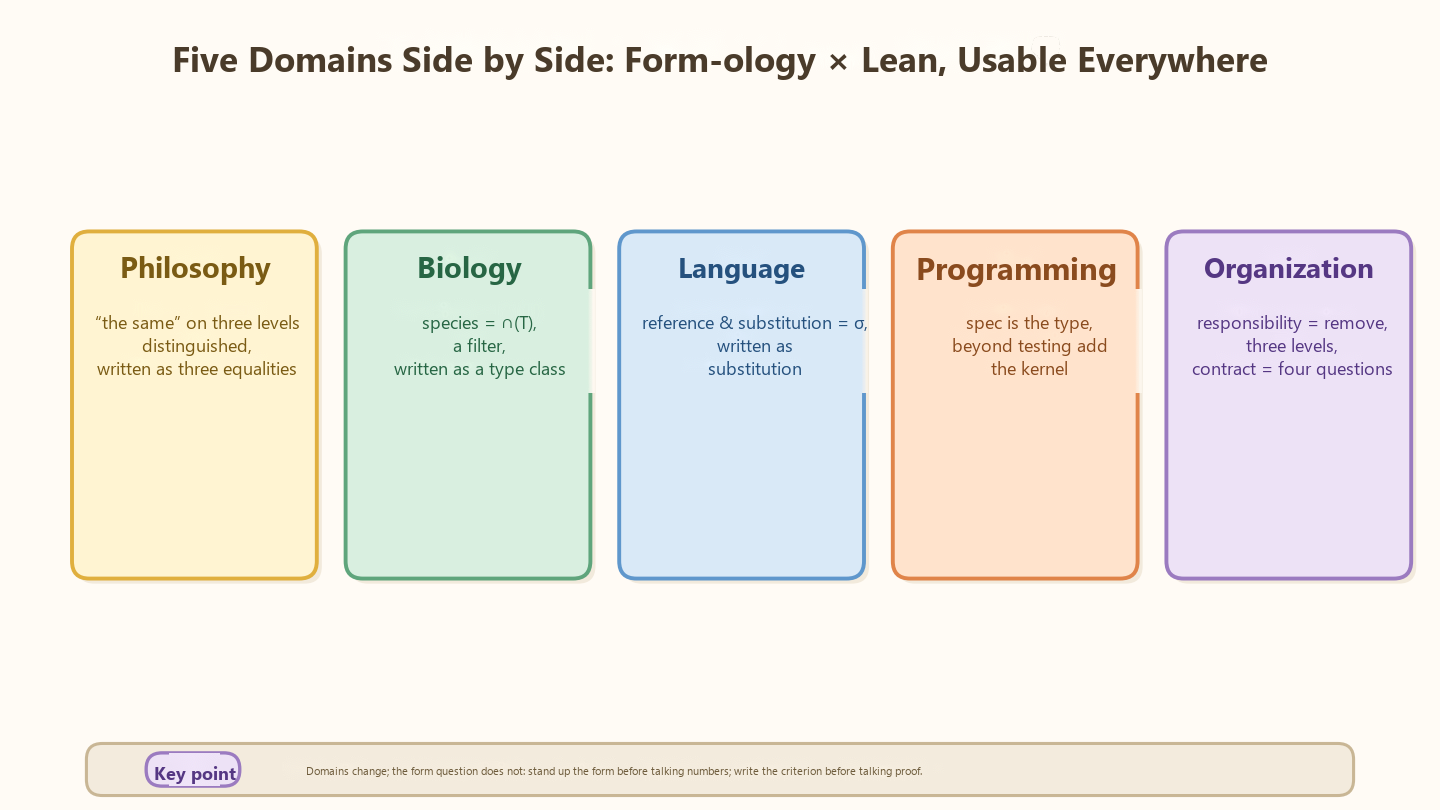 Five Domains Side by Side: Form-ology × Lean, Usable Everywhere
Philosophy
“the same” on three levels
distinguished,
written as three equalities
Biology
species = ∩(T),
a filter,
written as a type class
Language
reference & substitution = σ,
written as
substitution
Programming
spec is the type,
beyond testing add
the kernel
Organization
responsibility = remove,
three levels,
contract = four questions
Key point
Domains change; the form question does not: stand up the form before talking numbers; write the criterion before talking proof.